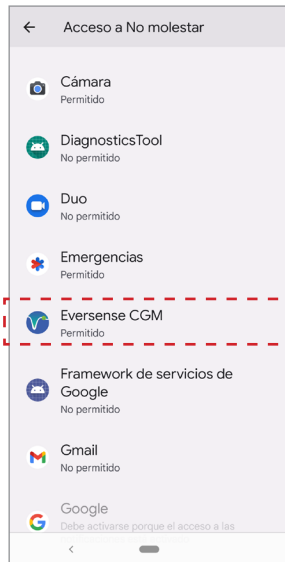 Acceso a No molestar
Cámara
Permitido
DiagnosticsTool
No permitido
Duo
No permitido
Emergencias
Permitido
Eversense CGM
Permitido
Framework de servicios de
Google
No permitido
Gmail
No permitido
Google
Debe activarse porque el acceso a las